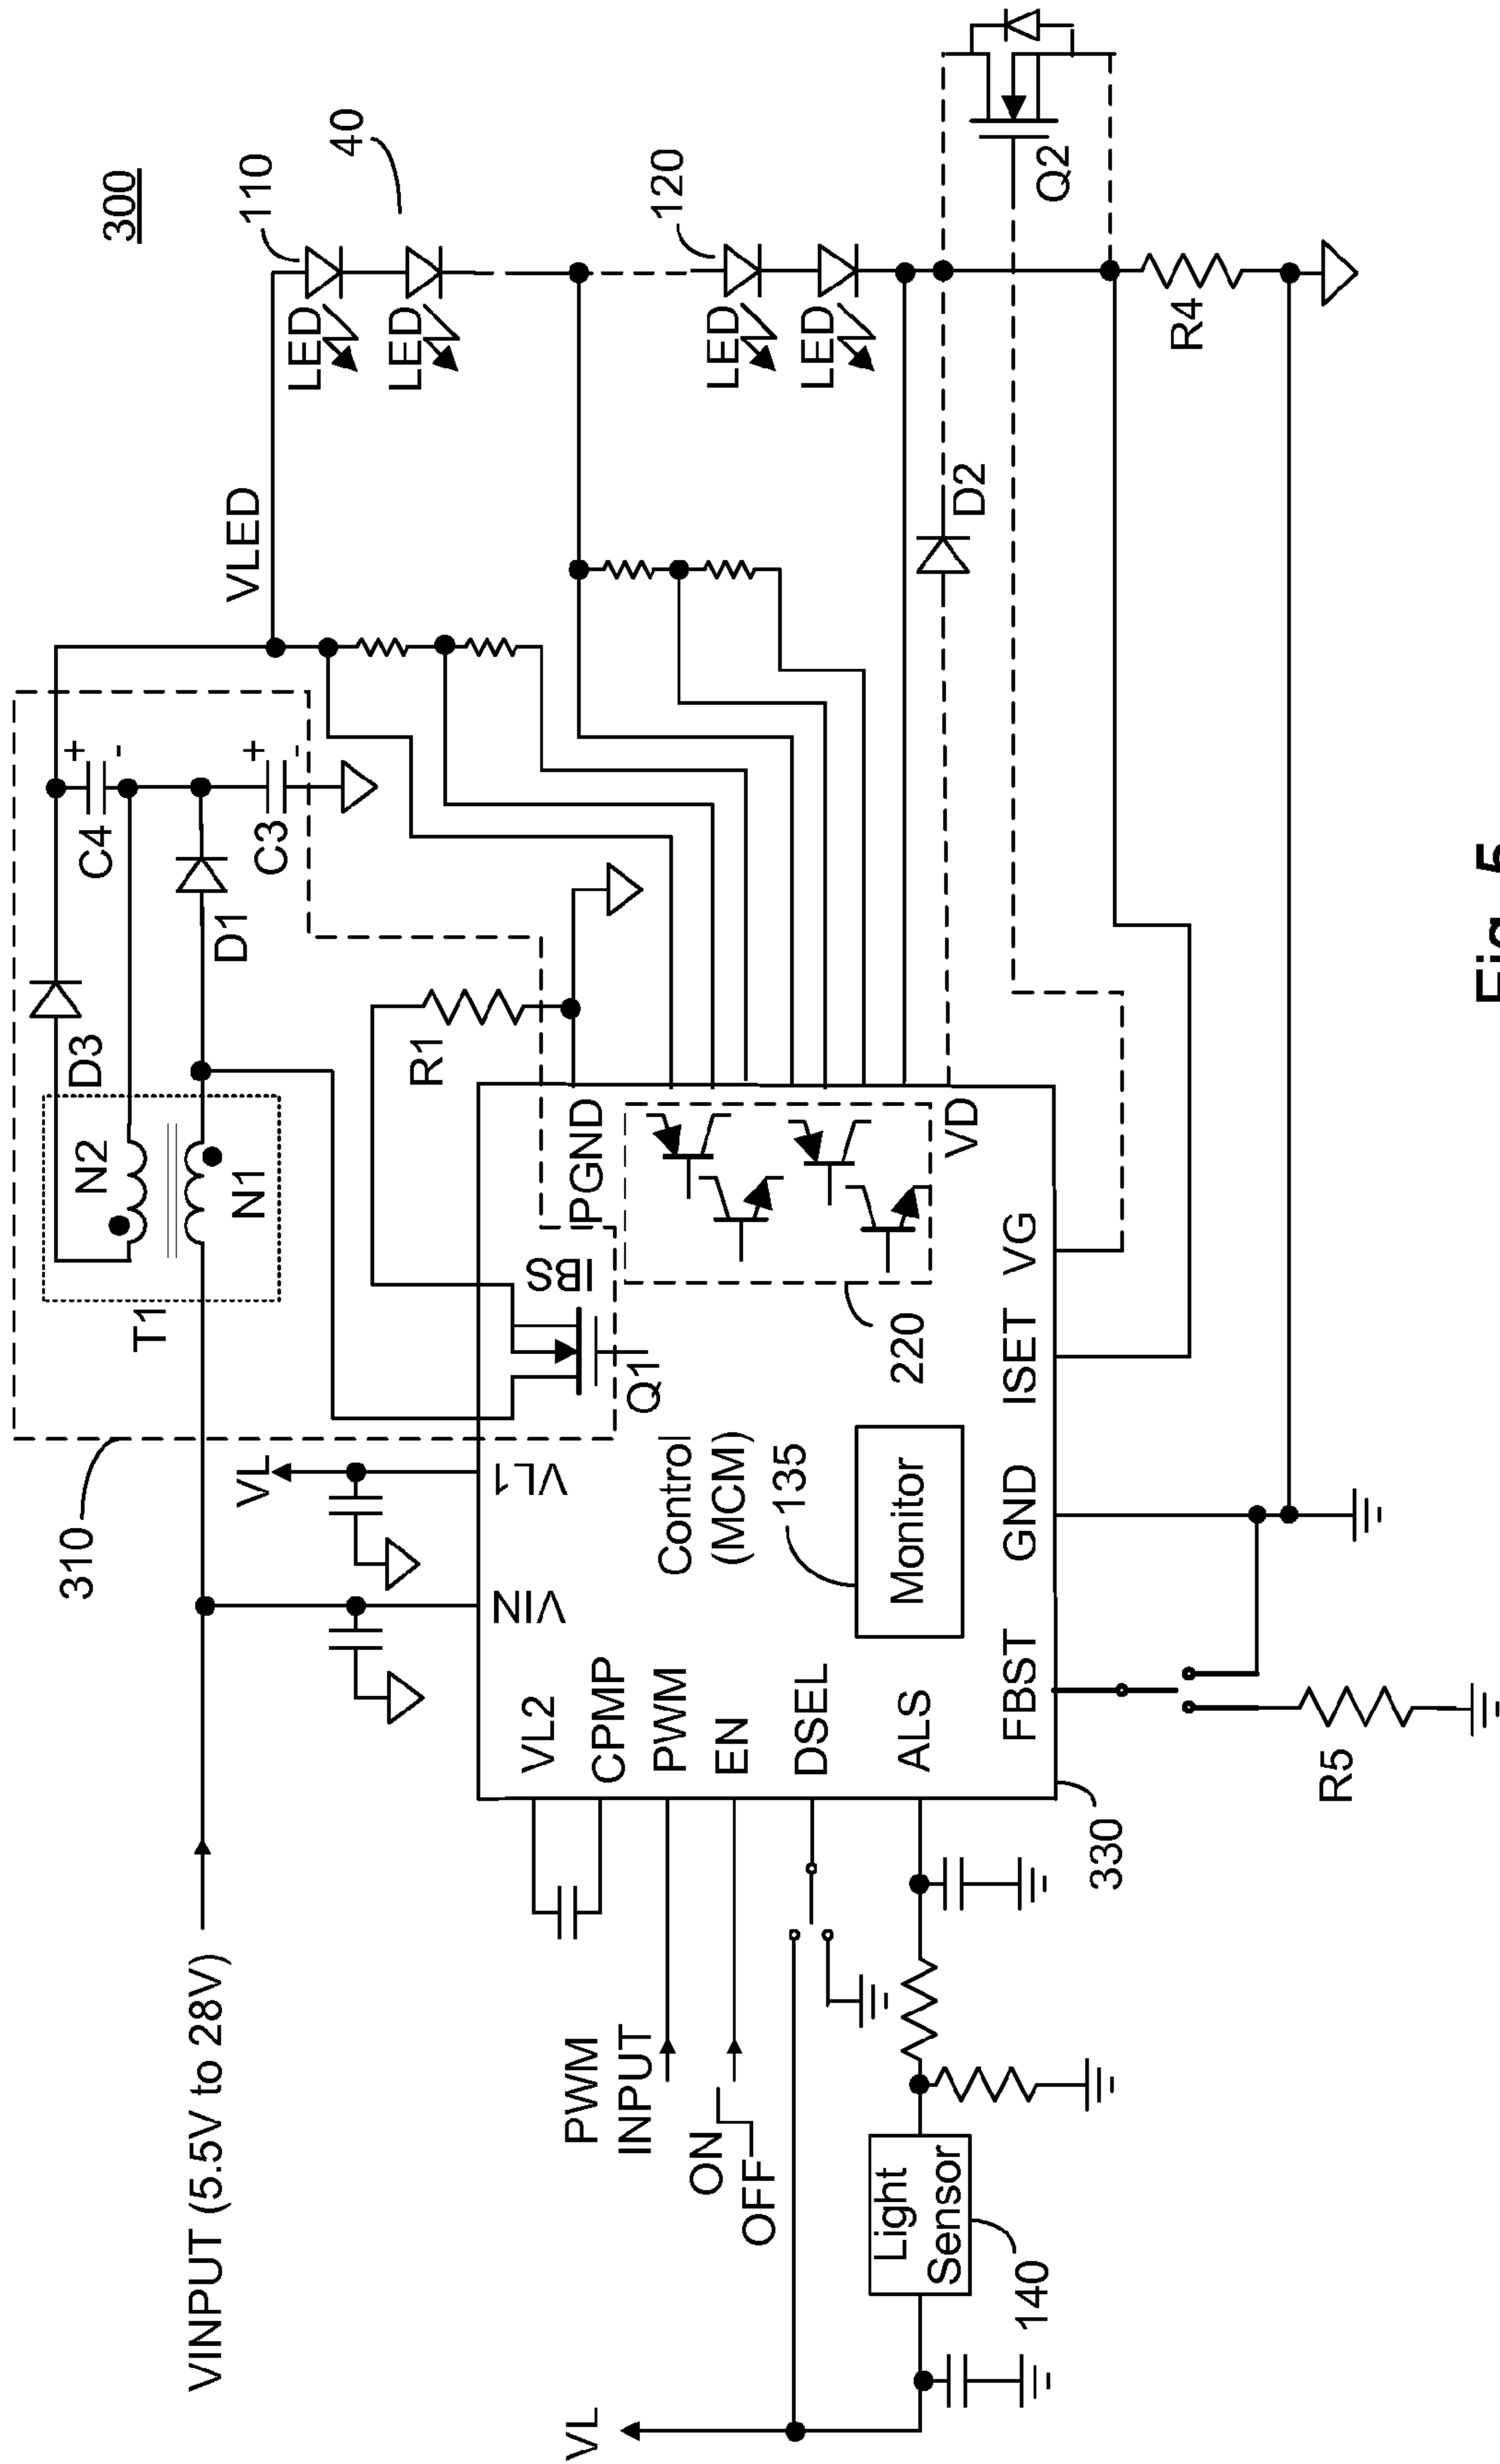 300
VINPUT (5.5V to 28V)
310
T1
N2
N1
D3
D1
C4
+
-
C3
+
-
VLED
110
40
LED
LED
120
LED
LED
VL
R1
VIN
VL1
IBS
Q1
PGND
VL2
CPMP
PWM
EN
DSEL
ALS
FBST
GND
ISET
VG
VD
Control
(MCM)
135
Monitor
220
330
PWM
INPUT
ON
OFF
VL
Light
Sensor
140
R5
D2
Q2
R4
Fig. 5